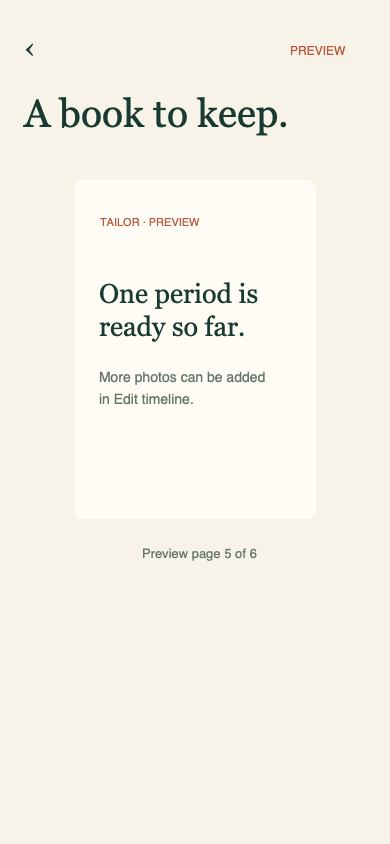 PREVIEW
A book to keep.
TAILOR · PREVIEW
One period is
ready so far.
More photos can be added
in Edit timeline.
Preview page 5 of 6